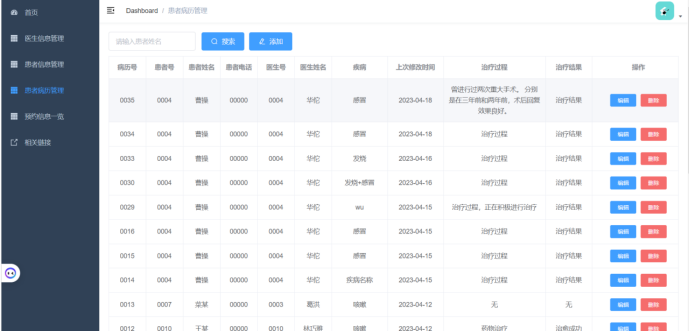 首页
医生信息管理
患者信息管理
患者病历管理
预约信息一览
相关链接
Dashboard / 患者病历管理
请输入患者姓名 搜索 添加
病历号 患者号 患者姓名 患者电话 医生号 医生姓名 疾病 上次修改时间 治疗过程 治疗结果 操作
0035 0004 曹操 00000 0004 华佗 感冒 2023-04-18 曾进行过两次重大手术。分别是在三年前和两年前，术后回复效果良好。 治疗结果 编辑 删除
0034 0004 曹操 00000 0004 华佗 感冒 2023-04-16 治疗过程 治疗结果 编辑 删除
0033 0004 曹操 00000 0004 华佗 发烧 2023-04-16 治疗过程 治疗结果 编辑 删除
0030 0004 曹操 00000 0004 华佗 发烧+感冒 2023-04-16 治疗过程 治疗结果 编辑 删除
0029 0004 曹操 00000 0004 华佗 wu 2023-04-15 治疗过程，正在积极进行治疗 治疗结果 编辑 删除
0016 0004 曹操 00000 0004 华佗 感冒 2023-04-15 治疗过程 治疗结果 编辑 删除
0015 0004 曹操 00000 0004 华佗 感冒 2023-04-15 治疗过程 治疗结果 编辑 删除
0014 0004 曹操 00000 0004 华佗 疾病名称 2023-04-15 治疗过程 治疗结果 编辑 删除
0013 0007 某 00000 0003 葛洪 咳嗽 2023-04-12 无 无 编辑 删除
0012 0010 王某 00000 0010 林巧雅 咳嗽 2023-04-12 药物治疗 治愈成功 编辑 删除